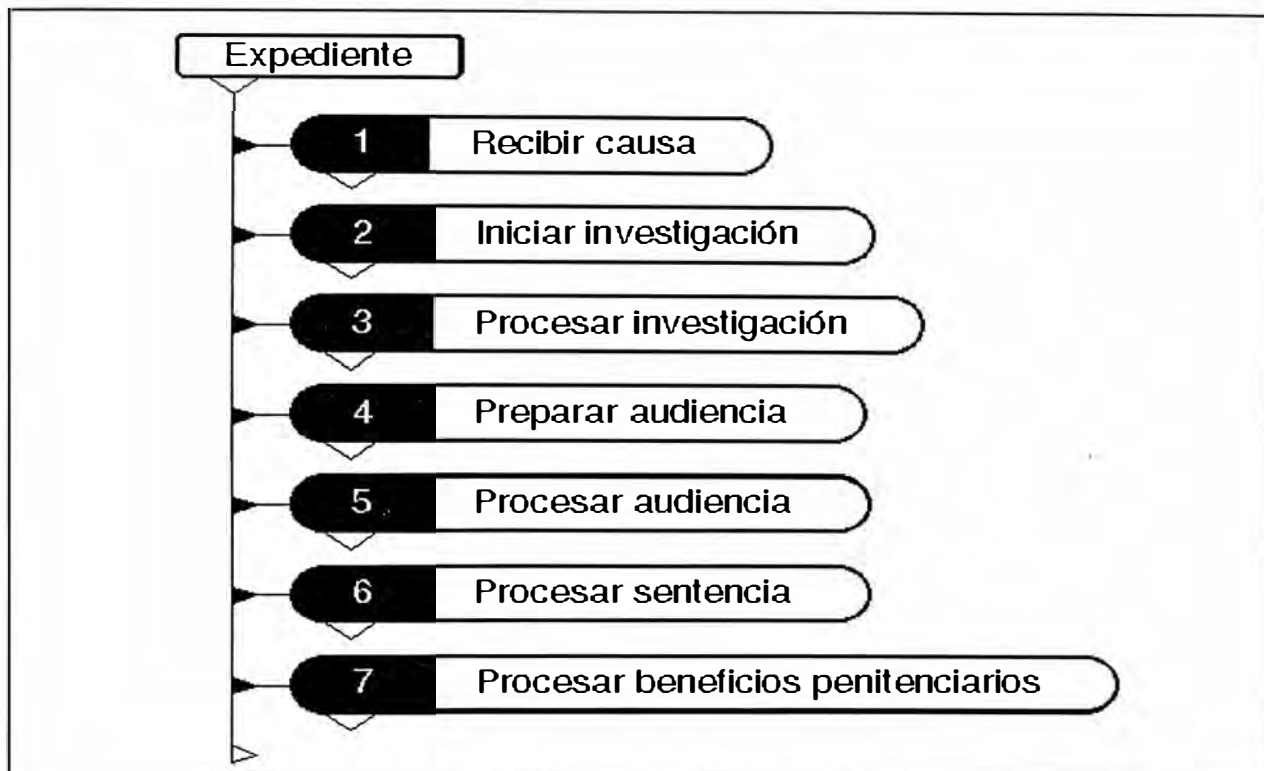 Expediente
1 Recibir causa
2 Iniciar investigación
3 Procesar investigación
4 Preparar audiencia
5 Procesar audiencia
6 Procesar sentencia
7 Procesar beneficios penitenciarios